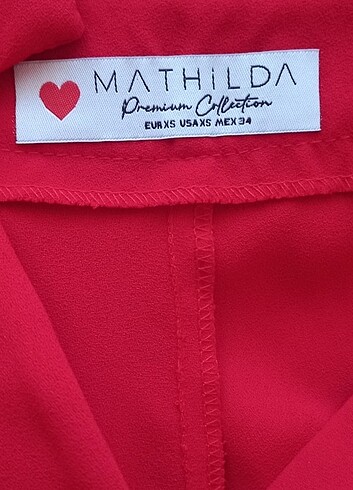 MATHILDA
Premium Collection
EUR XS USA XS MEX 34